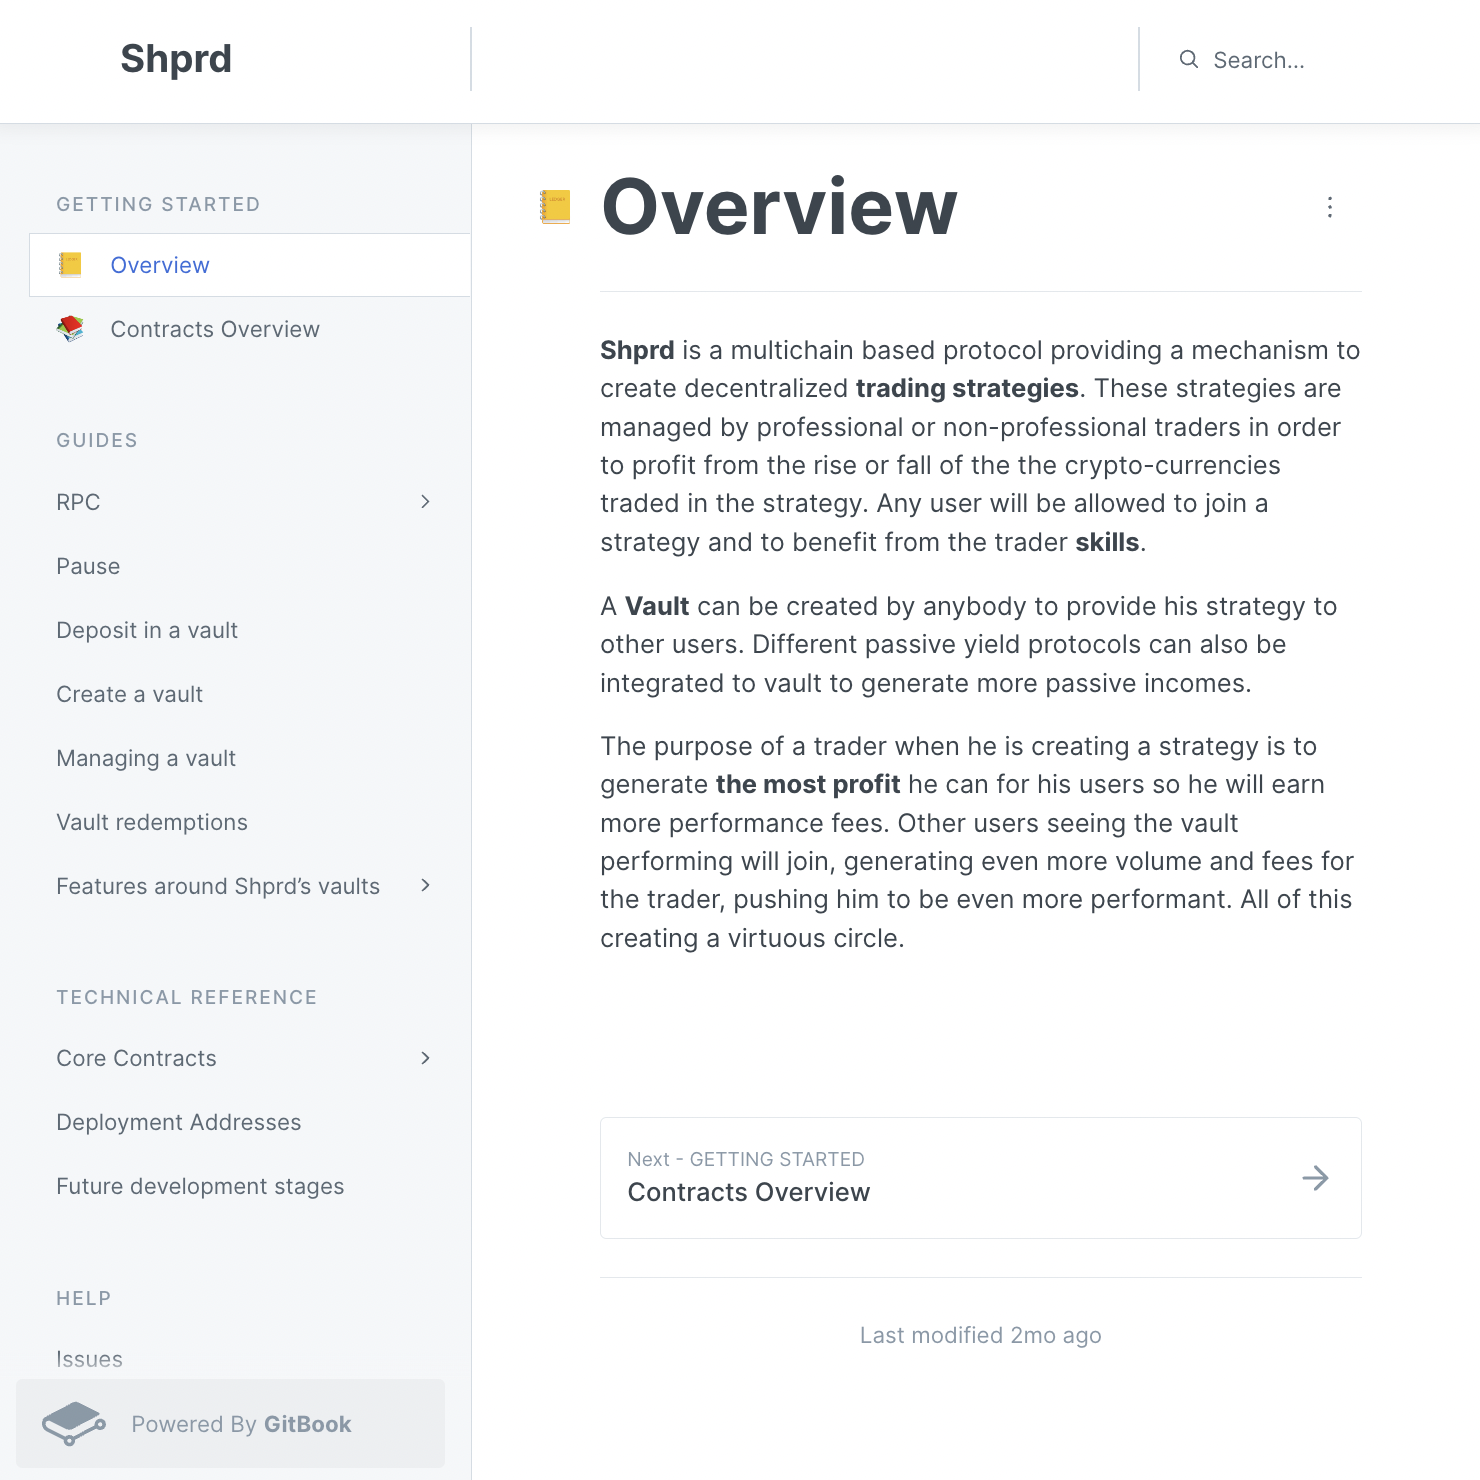 Shprd
Search...
GETTING STARTED
Overview
Contracts Overview
GUIDES
RPC
Pause
Deposit in a vault
Create a vault
Managing a vault
Vault redemptions
Features around Shprd’s vaults
TECHNICAL REFERENCE
Core Contracts
Deployment Addresses
Future development stages
HELP
Issues
Powered By GitBook
Overview
Shprd is a multichain based protocol providing a mechanism to
create decentralized trading strategies. These strategies are
managed by professional or non-professional traders in order
to profit from the rise or fall of the the crypto-currencies
traded in the strategy. Any user will be allowed to join a
strategy and to benefit from the trader skills.
A Vault can be created by anybody to provide his strategy to
other users. Different passive yield protocols can also be
integrated to vault to generate more passive incomes.
The purpose of a trader when he is creating a strategy is to
generate the most profit he can for his users so he will earn
more performance fees. Other users seeing the vault
performing will join, generating even more volume and fees for
the trader, pushing him to be even more performant. All of this
creating a virtuous circle.
Next - GETTING STARTED
Contracts Overview
Last modified 2mo ago